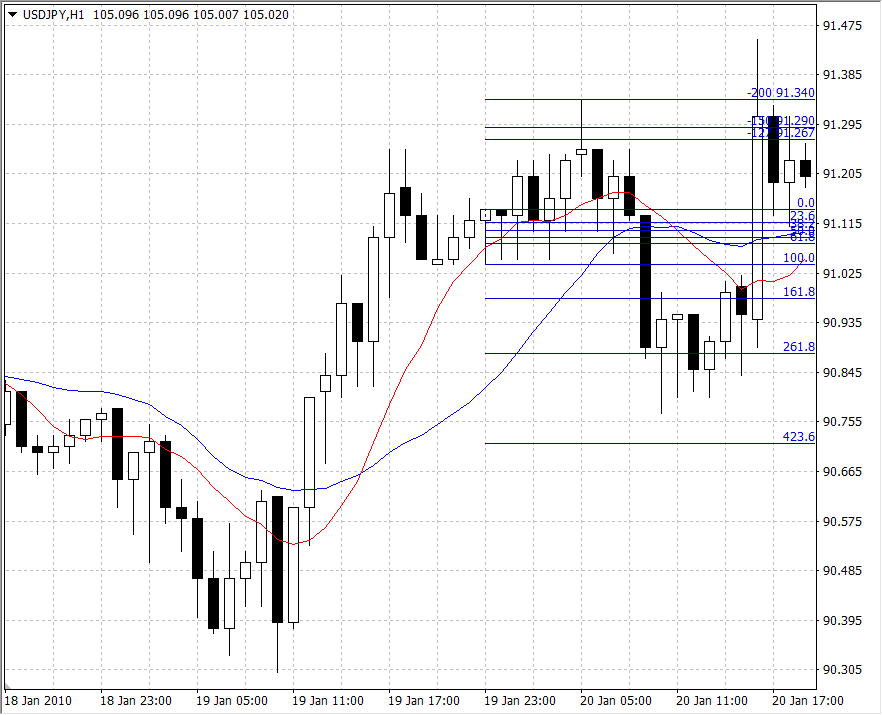 USDJPY,H1 105.096 105.096 105.007 105.020
91.475
91.385
-200 91.340
91.295
-150 91.290
-127 91.267
91.205
0.0
23.6
91.115
61.8
100.0
91.025
161.8
90.935
261.8
90.845
90.755
423.6
90.665
90.575
90.485
90.395
90.305
18 Jan 2010
18 Jan 23:00
19 Jan 05:00
19 Jan 11:00
19 Jan 17:00
19 Jan 23:00
20 Jan 05:00
20 Jan 11:00
20 Jan 17:00